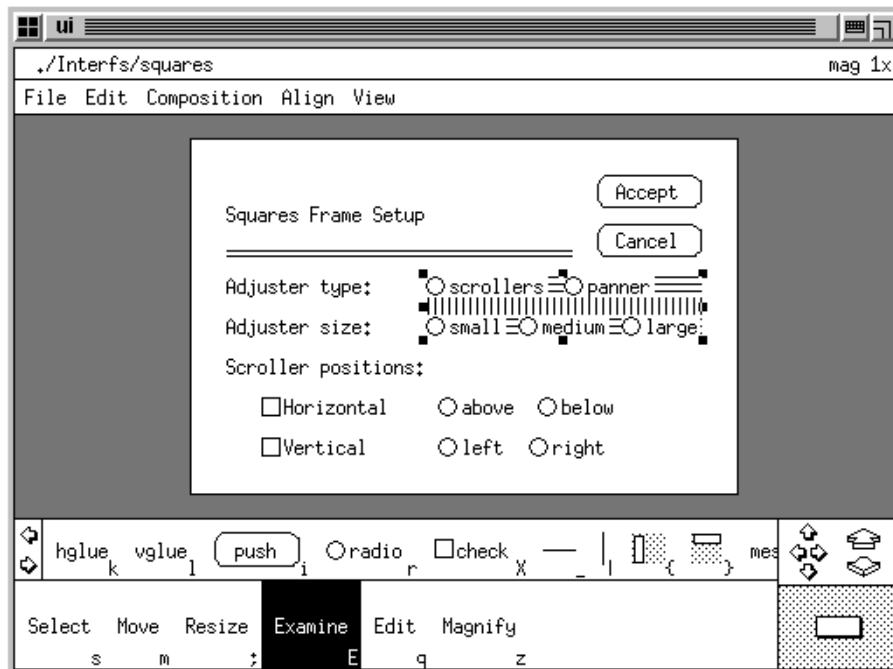 ui
./Interfs/squares mag 1x
File Edit Composition Align View
Accept
Squares Frame Setup
Cancel
Adjuster type: scrollers panner
Adjuster size: small medium large
Scroller positions:
Horizontal above below
Vertical left right
hglue k vglue l push i radio r check X _ | { } mes
Select s Move m Resize ; Examine E Edit q Magnify z